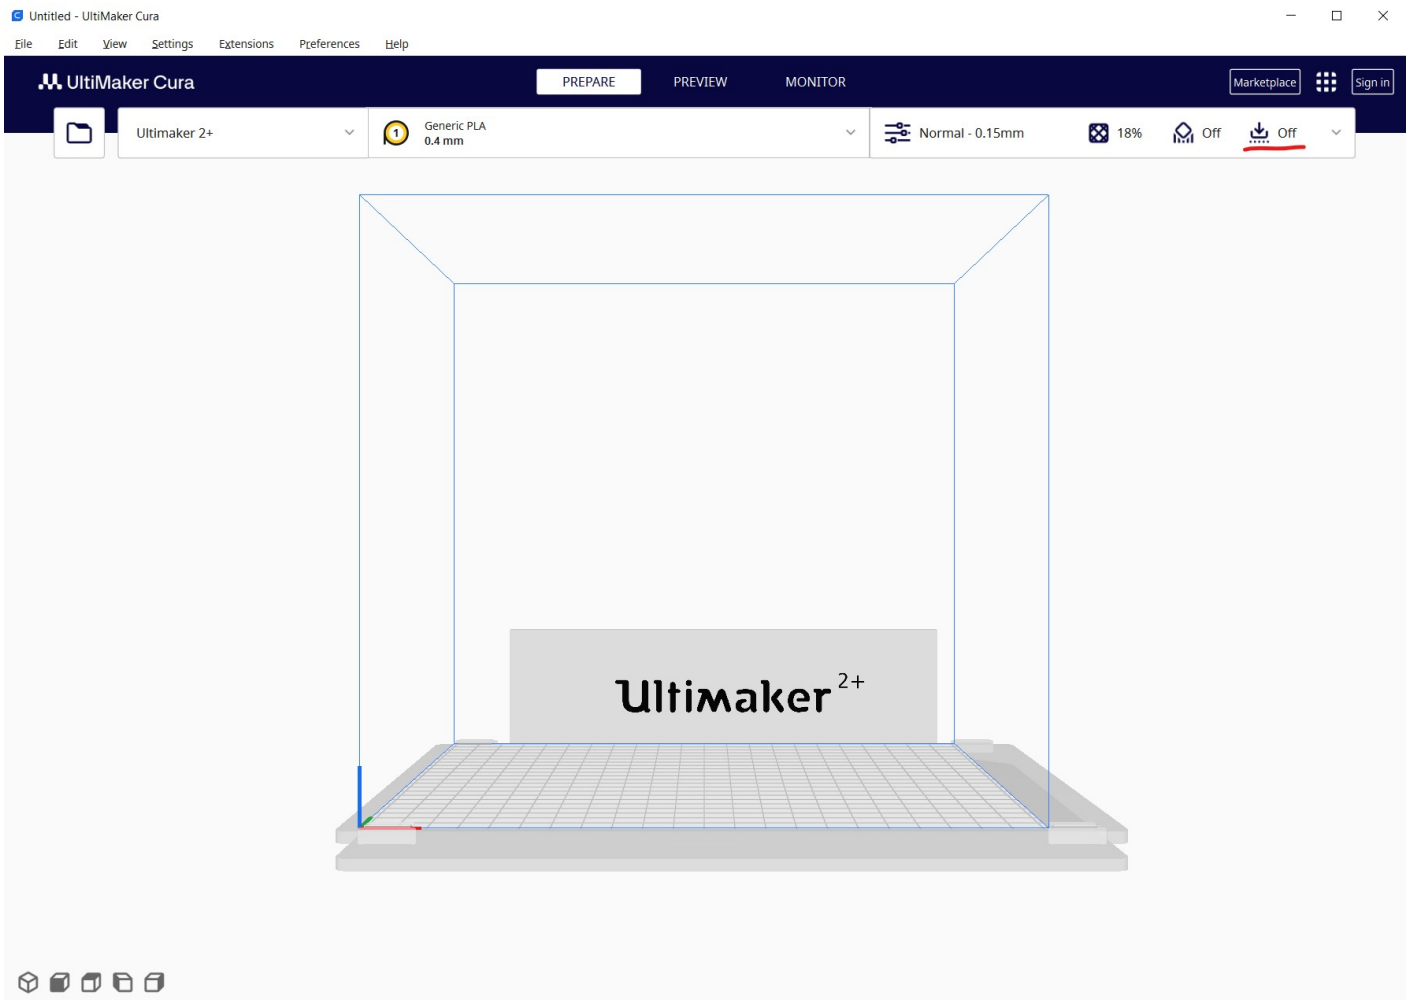 Untitled - UltiMaker Cura
File Edit View Settings Extensions Preferences Help
UltiMaker Cura PREPARE PREVIEW MONITOR Marketplace Sign in
Ultimaker 2+ 1 Generic PLA 0.4 mm Normal - 0.15mm 18% Off Off
Ultimaker 2+